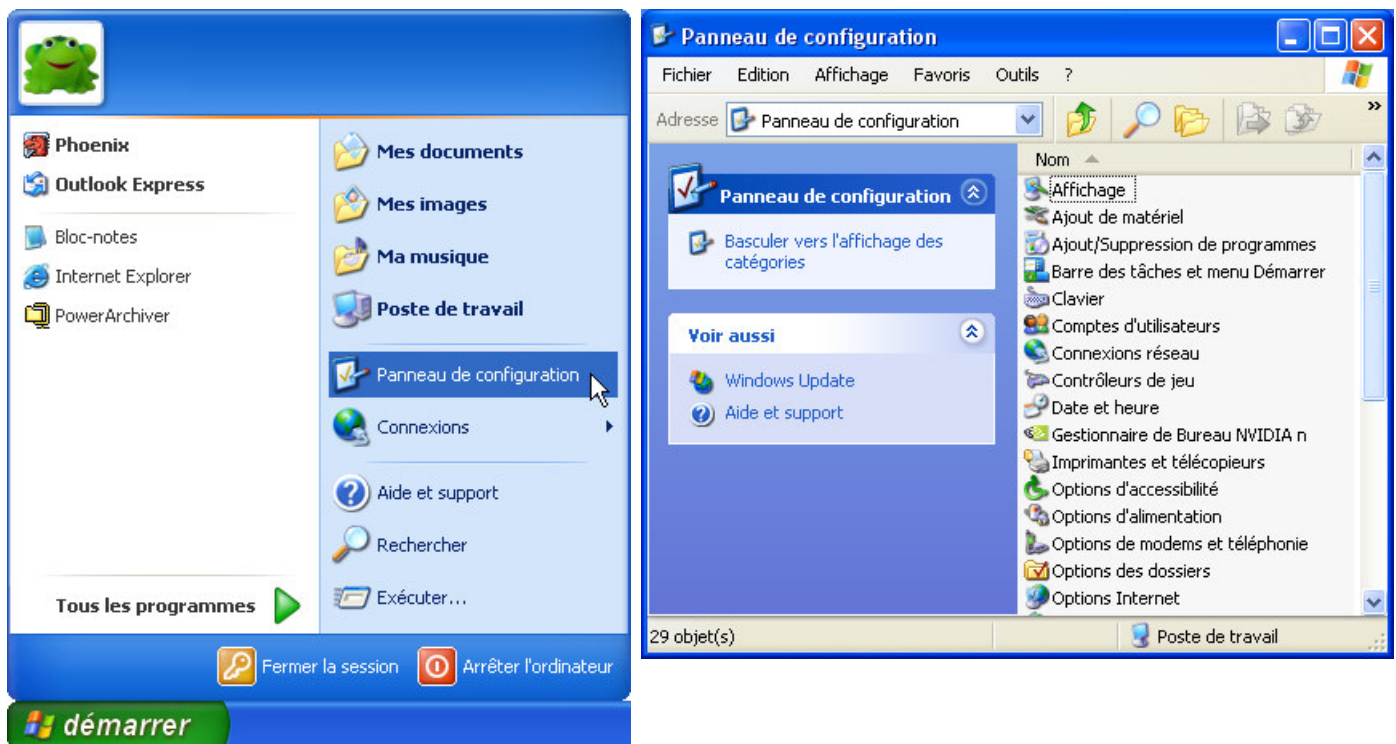 Phoenix
Outlook Express
Bloc-notes
Internet Explorer
PowerArchiver
Tous les programmes
Mes documents
Mes images
Ma musique
Poste de travail
Panneau de configuration
Connexions
Aide et support
Rechercher
Exécuter...
Fermer la session
Arrêter l'ordinateur
démarrer
Panneau de configuration
Fichier Edition Affichage Favoris Outils ?
Adresse Panneau de configuration »
Panneau de configuration
Basculer vers l'affichage des
catégories
Voir aussi
Windows Update
Aide et support
Nom
Affichage
Ajout de matériel
Ajout/Suppression de programmes
Barre des tâches et menu Démarrer
Clavier
Comptes d'utilisateurs
Connexions réseau
Contrôleurs de jeu
Date et heure
Gestionnaire de Bureau NVIDIA n
Imprimantes et télécopieurs
Options d'accessibilité
Options d'alimentation
Options de modems et téléphonie
Options des dossiers
Options Internet
29 objet(s)
Poste de travail